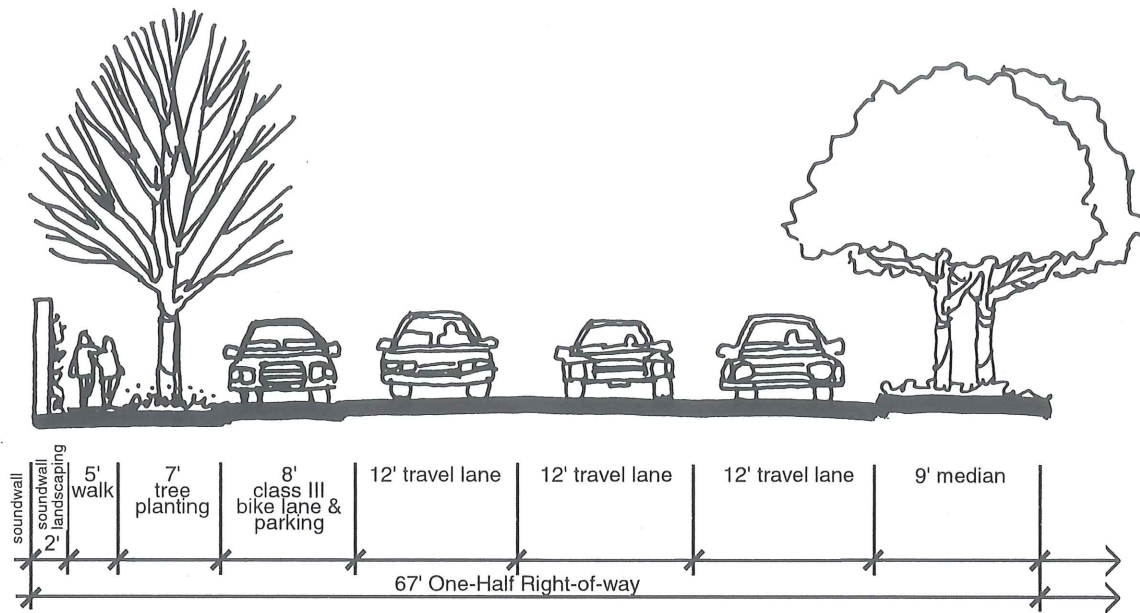 soundwall
soundwall
landscaping
2'
5'
walk
7'
tree
planting
8'
class III
bike lane &
parking
12' travel lane
12' travel lane
12' travel lane
9' median
67' One-Half Right-of-way